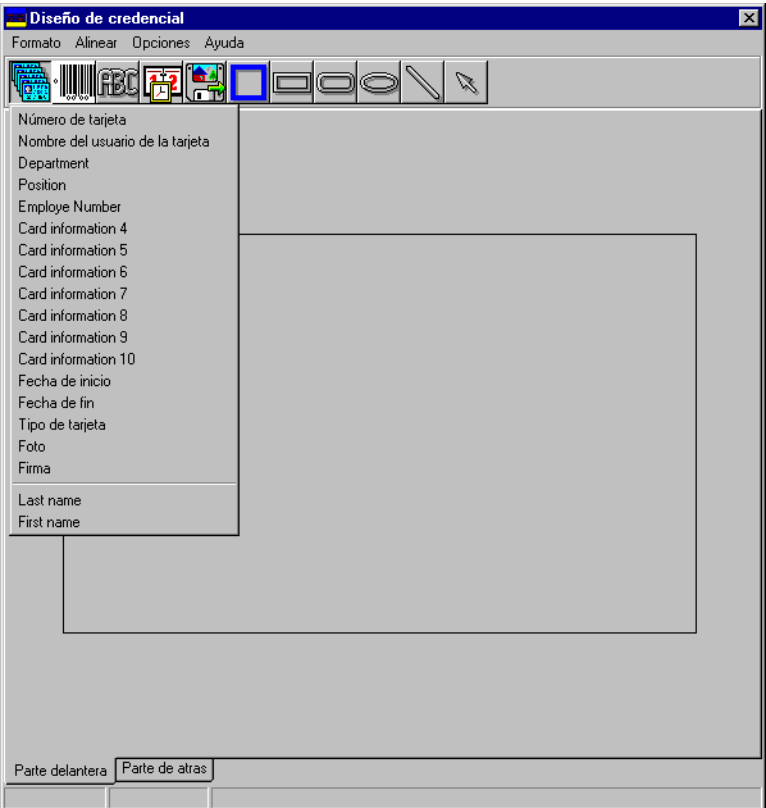 Diseño de credencial
Formato Alinear Opciones Ayuda
ABC
Número de tarjeta
Nombre del usuario de la tarjeta
Department
Position
Employe Number
Card information 4
Card information 5
Card information 6
Card information 7
Card information 8
Card information 9
Card information 10
Fecha de inicio
Fecha de fin
Tipo de tarjeta
Foto
Firma
Last name
First name
Parte delantera Parte de atras